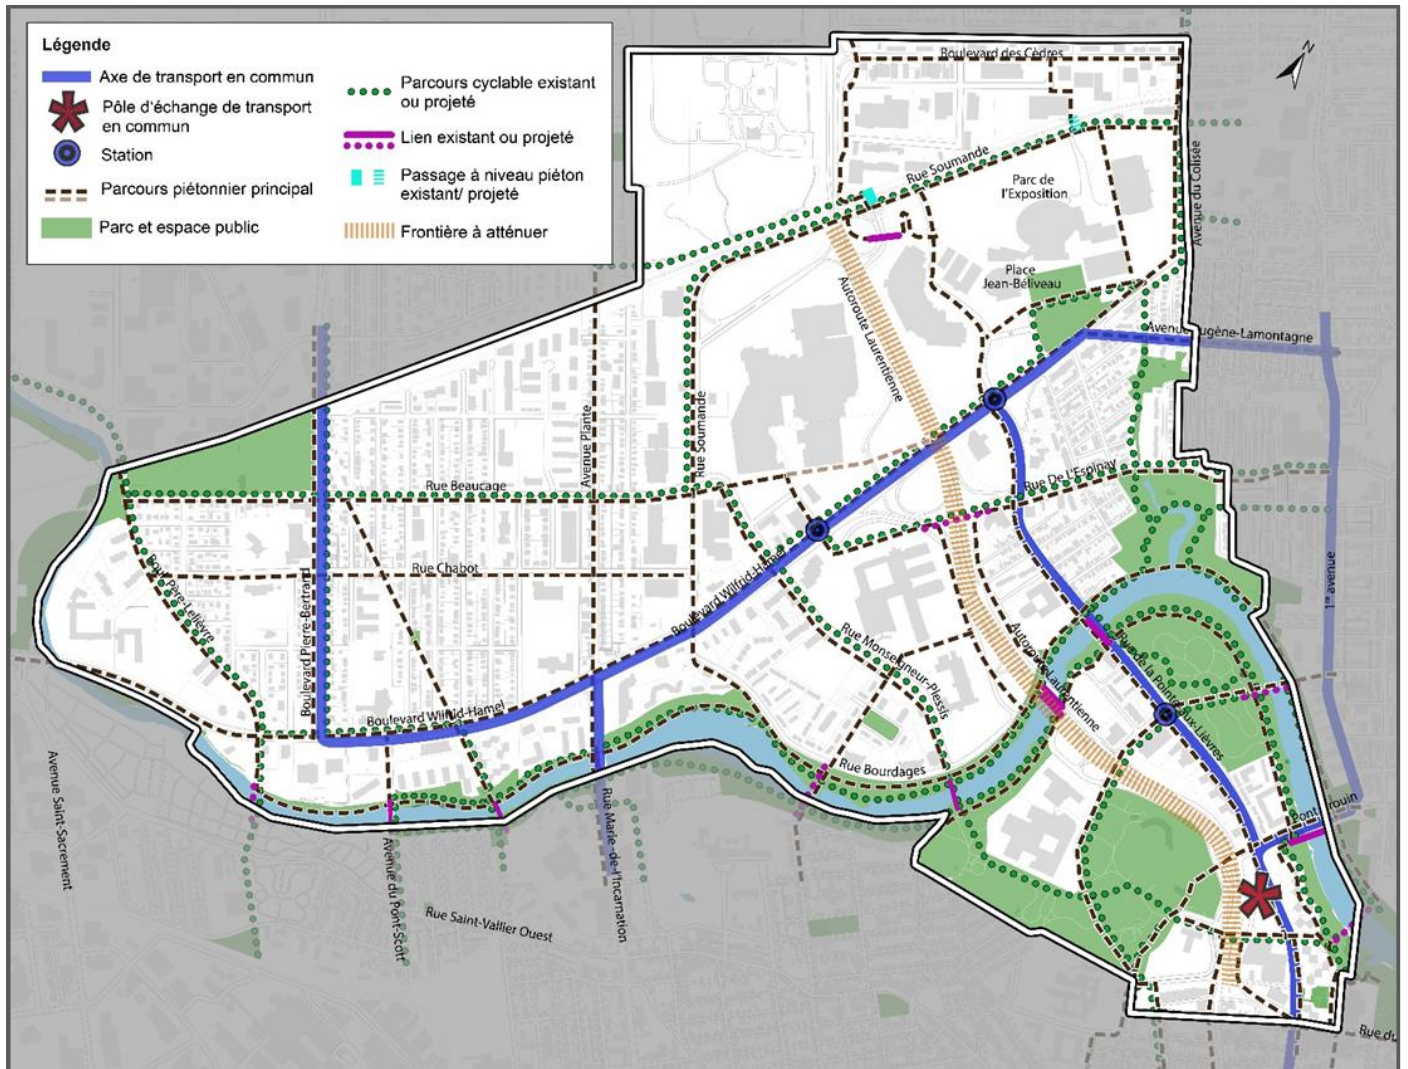 Légende
Axe de transport en commun
Pôle d'échange de transport
en commun
Station
Parcours piétonnier principal
Parc et espace public
Parcours cyclable existant
ou projeté
Lien existant ou projeté
Passage à niveau piéton
existant/ projeté
Frontière à atténuer
N
Boulevard des Cèdres
Rue Soumande
Avenue du Colisée
Parc de
l'Exposition
Place
Jean-Béliveau
Autoroute Laurentienne
Avenue Eugène-Lamontagne
Avenue Plante
Rue Soumande
Rue De L'Espinay
Rue Beaucage
Rue Chabot
Boul. Père-Lelièvre
Boulevard Pierre-Bertrand
Boulevard Wilfrid-Hamel
Boulevard Wilfrid-Hamel
Rue Monseigneur-Plessis
Autoroute Laurentienne
Rue de la Pointe-aux-Lièvres
1re avenue
Rue Bourdages
Pont Drouin
Avenue Saint-Sacrement
Avenue du Pont-Scott
Rue Saint-Vallier Ouest
Rue Marie-de-l'Incarnation
Rue du